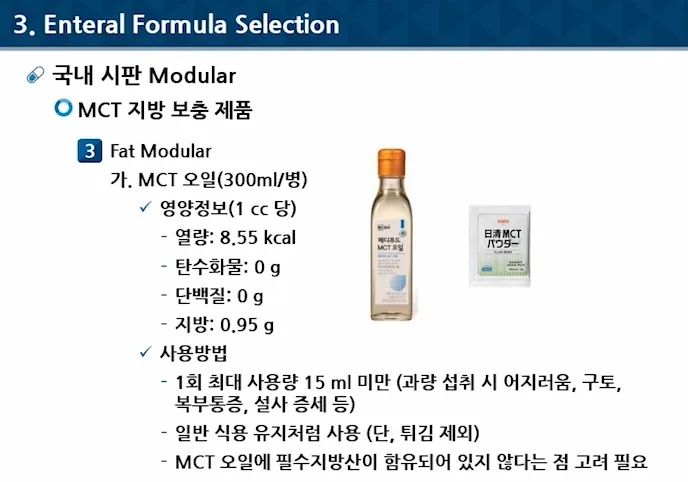 3. Enteral Formula Selection
국내 시판 Modular
MCT 지방 보충 제품
3 Fat Modular
가. MCT 오일(300ml/병)
✓ 영양정보(1 cc 당)
- 열량: 8.55 kcal
- 탄수화물: 0 g
- 단백질: 0 g
- 지방: 0.95 g
✓ 사용방법
- 1회 최대 사용량 15 ml 미만 (과량 섭취 시 어지러움, 구토,
복부통증, 설사 증세 등)
- 일반 식용 유지처럼 사용 (단, 튀김 제외)
- MCT 오일에 필수지방산이 함유되어 있지 않다는 점 고려 필요
메디푸드
MCT 오일
日清MCT
パウダー